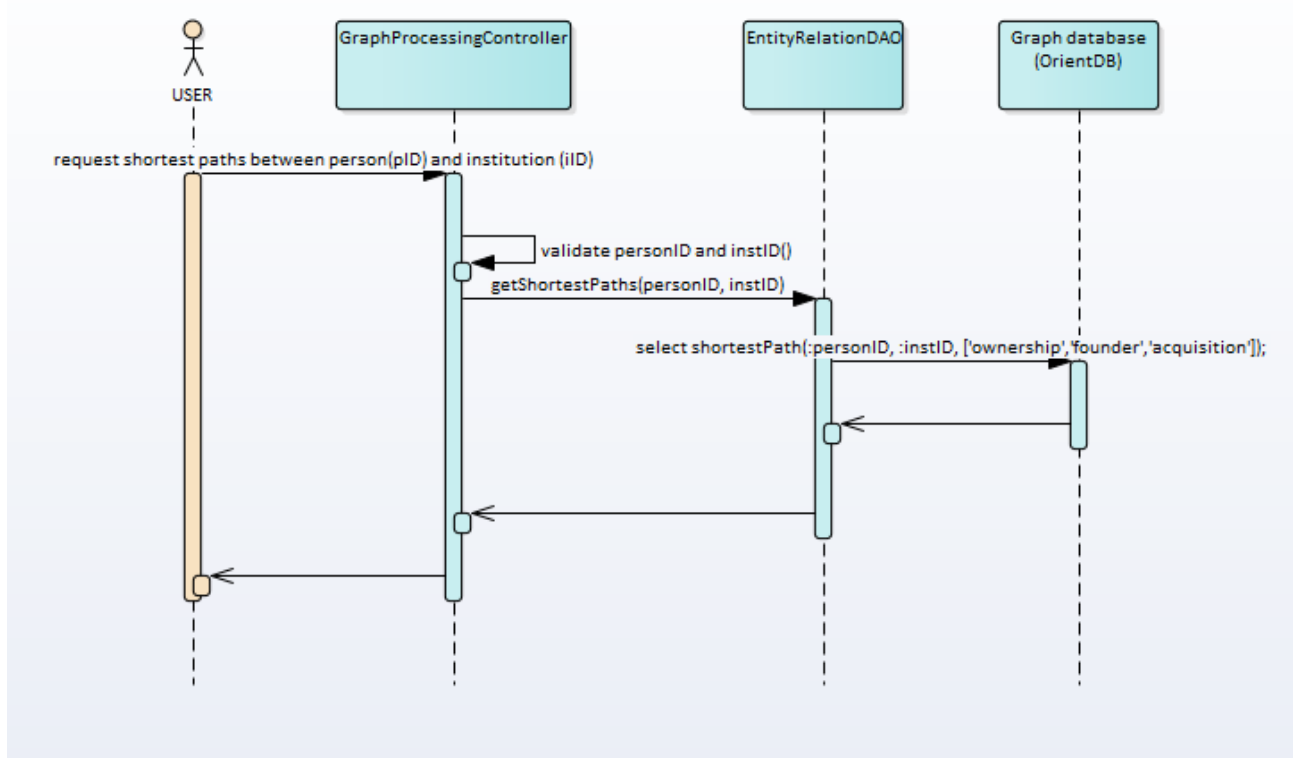 USER
GraphProcessingController
EntityRelationDAO
Graph database
(OrientDB)
request shortest paths between person(pID) and institution (iID)
validate personID and instID()
getShortestPaths(personID, instID)
select shortestPath(:personID, :instID, ['ownership','founder','acquisition']);